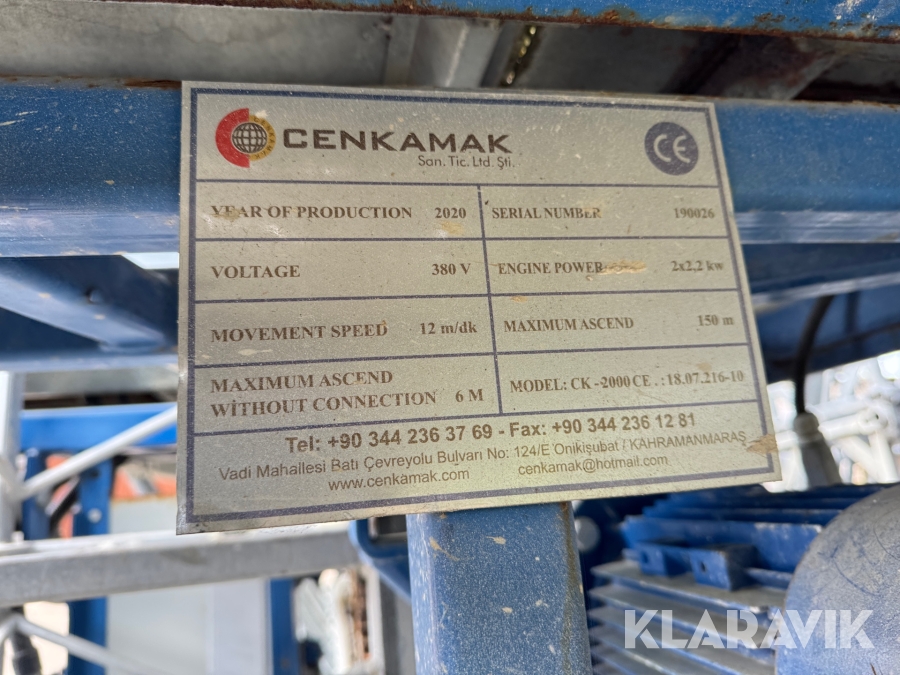 CENKAMAK
San. Tic. Ltd. Şti.
CE
YEAR OF PRODUCTION 2020
SERIAL NUMBER 190026
VOLTAGE 380 V
ENGINE POWER 2x2,2 kw
MOVEMENT SPEED 12 m/dk
MAXIMUM ASCEND 150 m
MAXIMUM ASCEND
WİTHOUT CONNECTION 6 M
MODEL: CK -2000 CE . :18.07.216-10
Tel: +90 344 236 37 69 - Fax: +90 344 236 12 81
Vadi Mahallesi Batı Çevreyolu Bulvarı No: 124/E Onikişubat / KAHRAMANMARAŞ
www.cenkamak.com cenkamak@hotmail.com
KLARAVIK